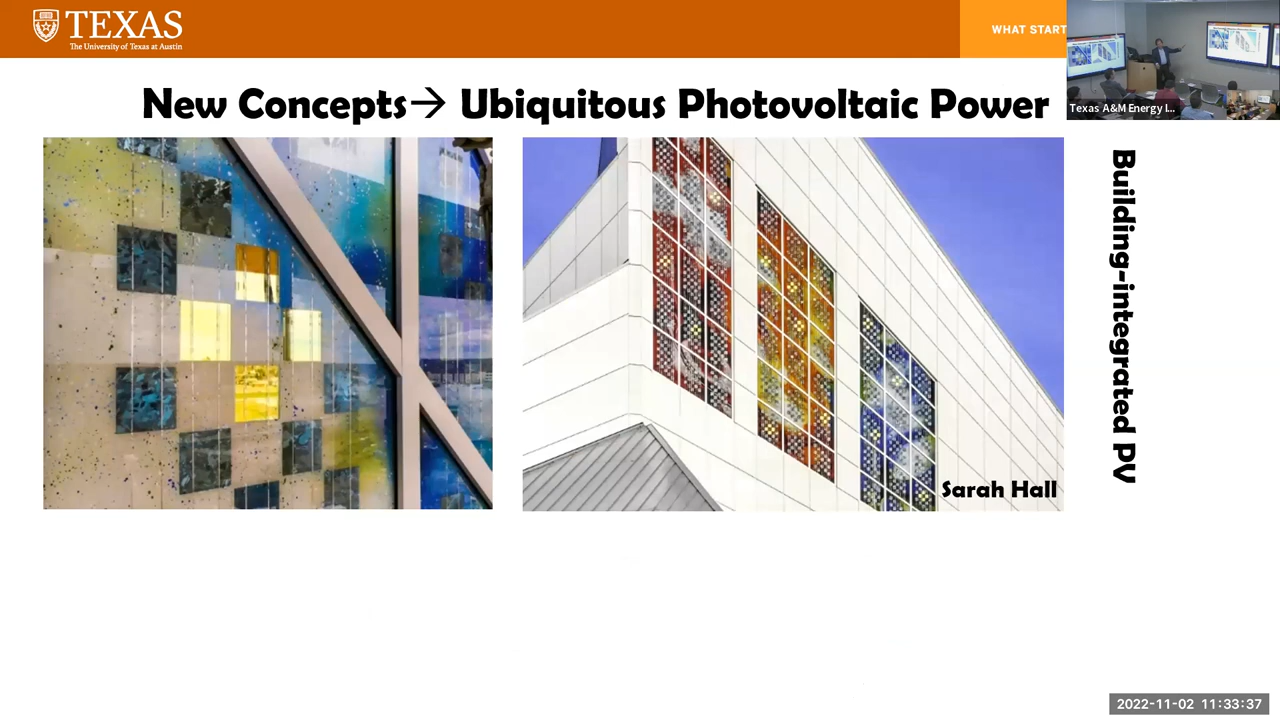 TEXAS
The University of Texas at Austin
WHAT START
Texas A&M Energy I...
New Concepts→ Ubiquitous Photovoltaic Power
Building-integrated PV
Sarah Hall
2022-11-02 11:33:37